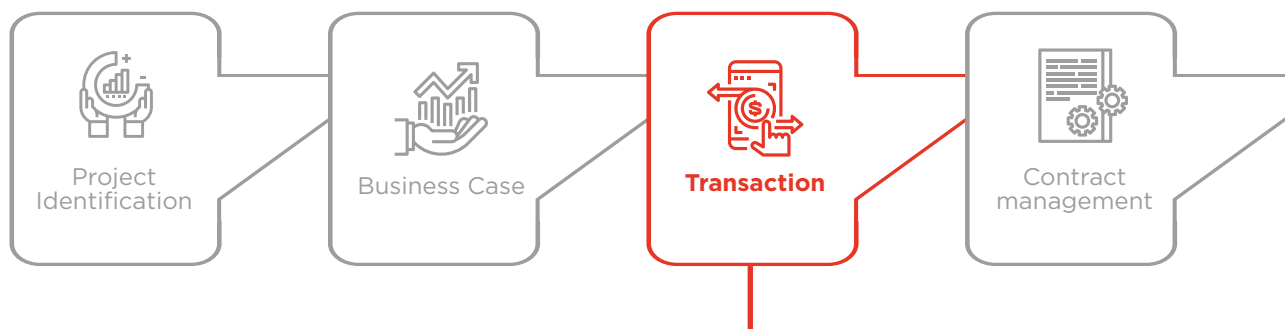 Project
Identification
Business Case
Transaction
Contract
management